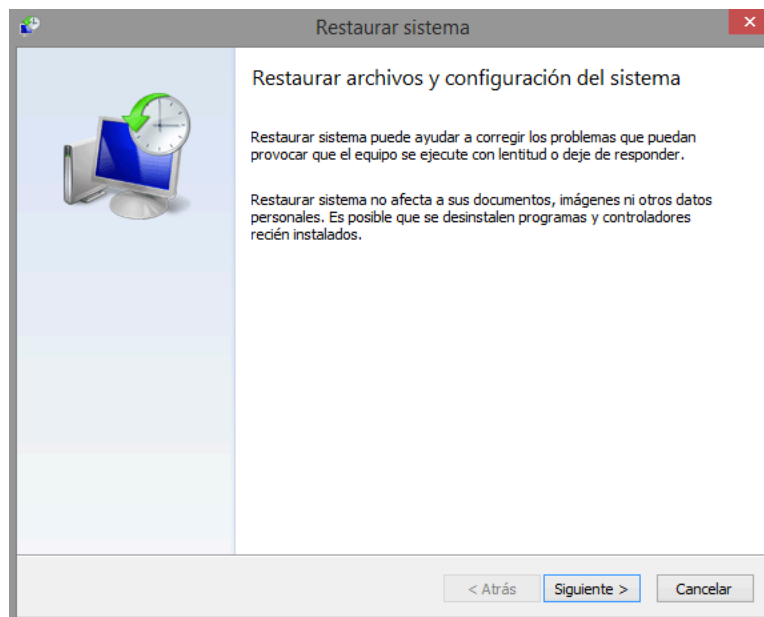 Restaurar sistema
Restaurar archivos y configuración del sistema
Restaurar sistema puede ayudar a corregir los problemas que puedan
provocar que el equipo se ejecute con lentitud o deje de responder.
Restaurar sistema no afecta a sus documentos, imágenes ni otros datos
personales. Es posible que se desinstalen programas y controladores
recién instalados.
< Atrás
Siguiente >
Cancelar